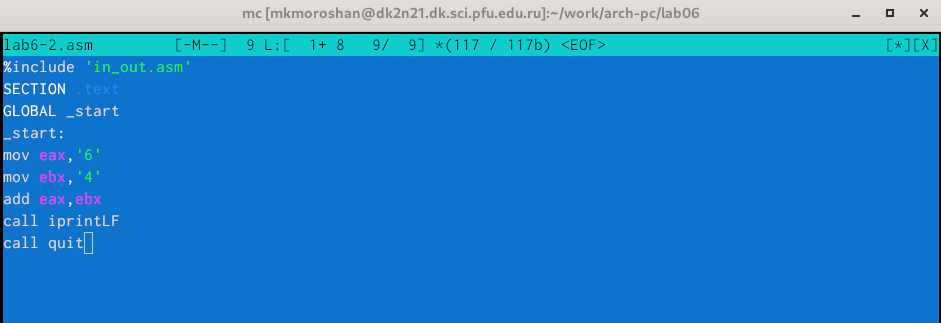 mc [mkmoroshan@dk2n21.dk.sci.pfu.edu.ru]:~/work/arch-pc/lab06
lab6-2.asm [-M--] 9 L:[ 1+ 8 9/ 9] *(117 / 117b) <EOF> [*][X]
%include 'in_out.asm'
SECTION .text
GLOBAL _start
_start:
mov eax,'6'
mov ebx,'4'
add eax,ebx
call iprintLF
call quit